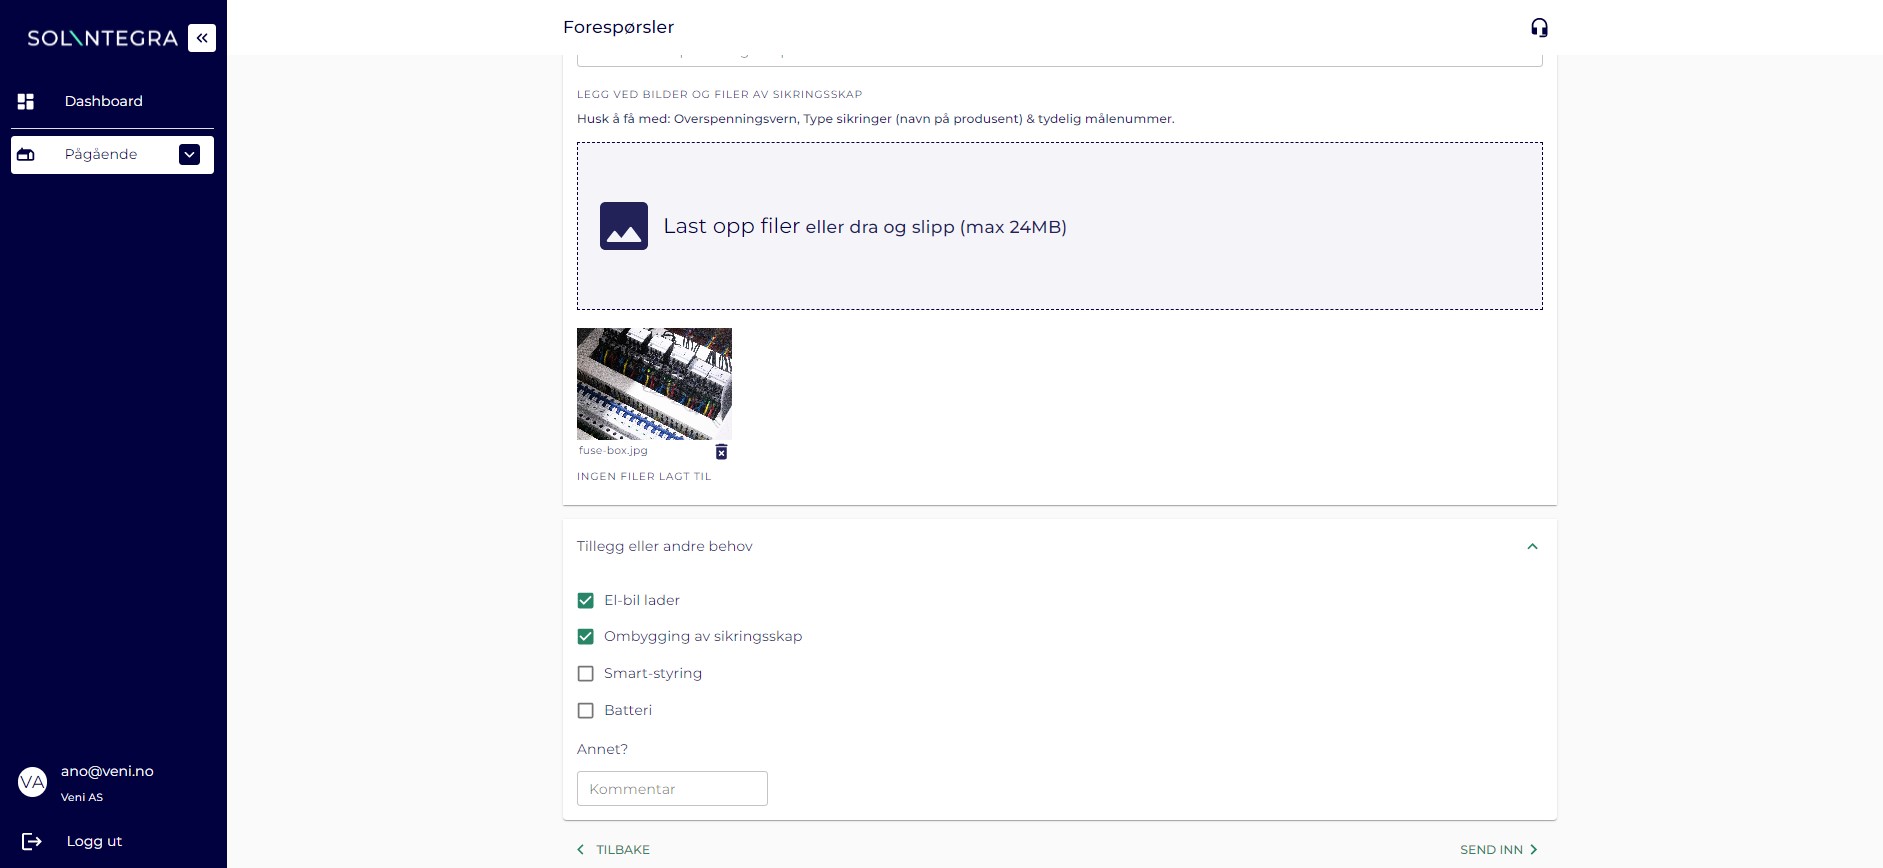 SOLINTEGRA
Dashboard
Pågående
ano@veni.no
VA
Veni AS
Logg ut
Forespørsler
LEGG VED BILDER OG FILER AV SIKRINGSSKAP
Husk å få med: Overspenningsvern, Type sikringer (navn på produsent) & tydelig målenummer.
Last opp filer eller dra og slipp (max 24MB)
fuse-box.jpg
INGEN FILER LAGT TIL
Tillegg eller andre behov
El-bil lader
Ombygging av sikringsskap
Smart-styring
Batteri
Annet?
Kommentar
TILBAKE
SEND INN